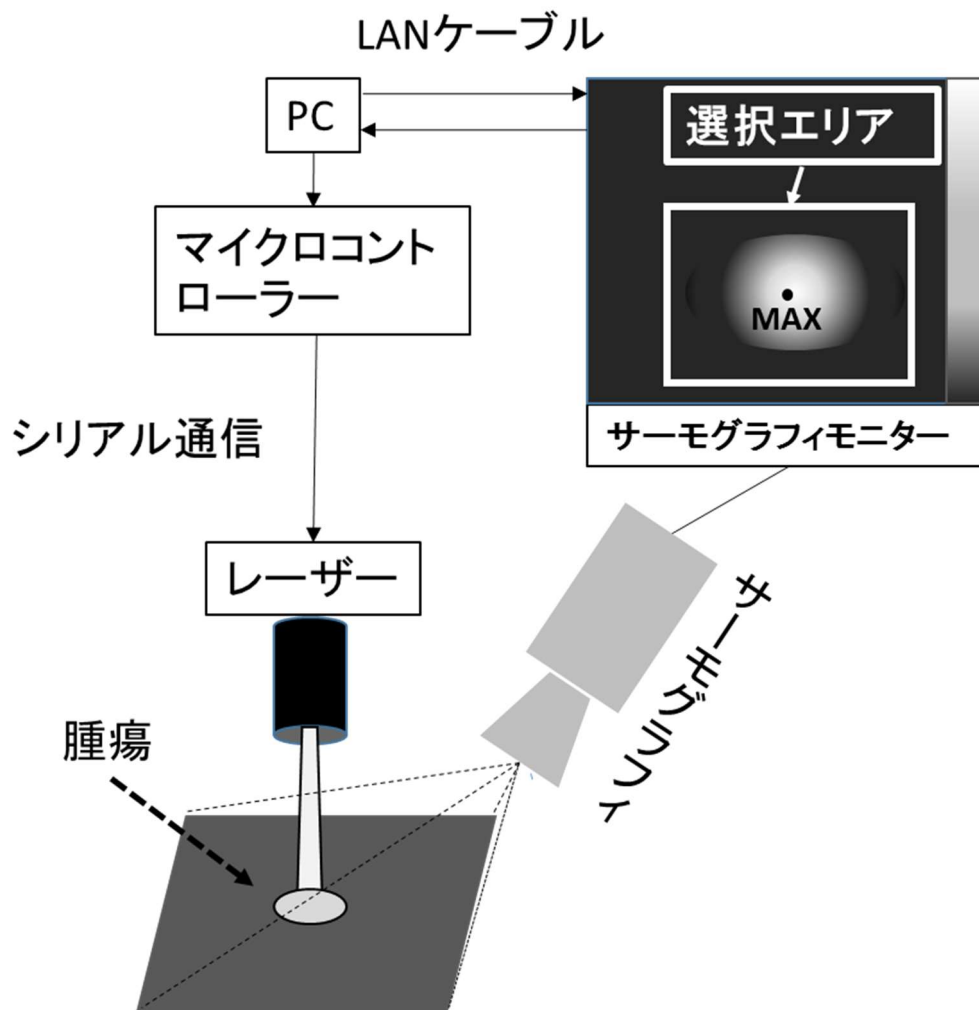 LANケーブル
PC
選択エリア
マイクロコント
ローラー
MAX
シリアル通信
サーモグラフィモニター
レーザー
サーモグラフィ
腫瘍